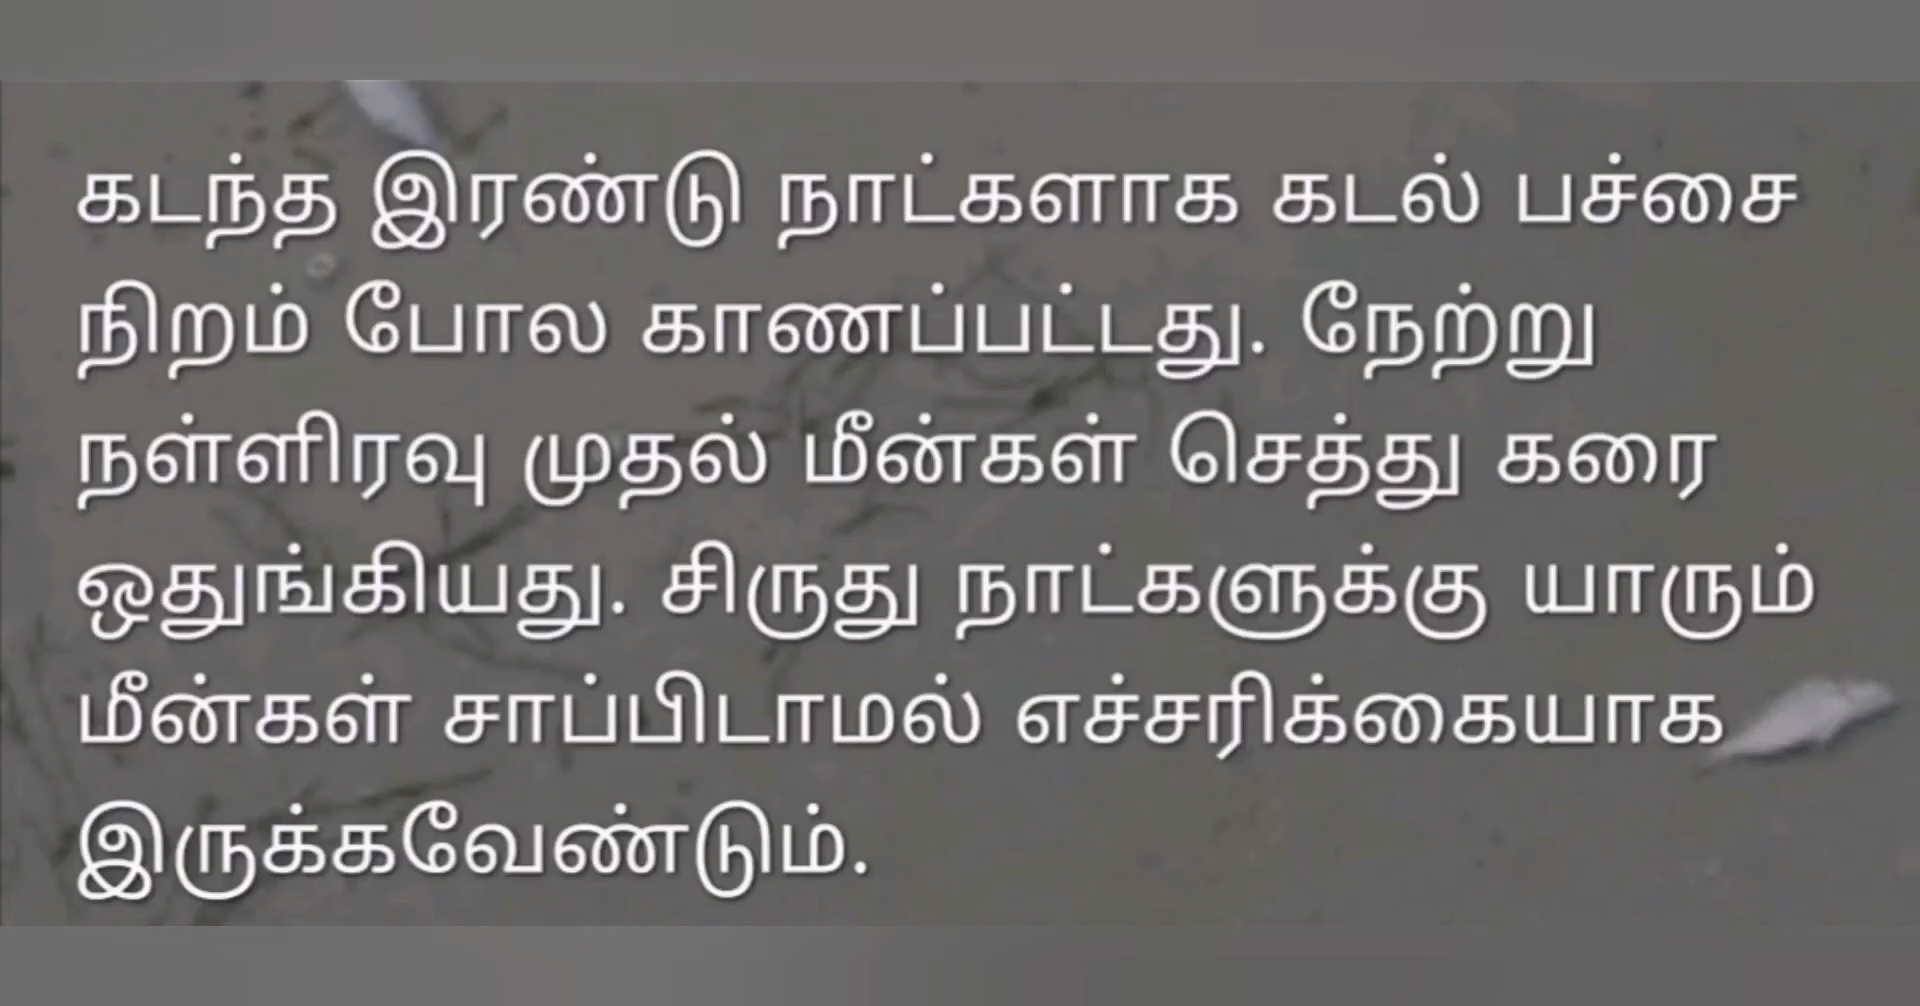 கடந்த இரண்டு நாட்களாக கடல் பச்சை
நிறம் போல காணப்பட்டது. நேற்று
நள்ளிரவு முதல் மீன்கள் செத்து கரை
ஒதுங்கியது. சிருது நாட்களுக்கு யாரும்
மீன்கள் சாப்பிடாமல் எச்சரிக்கையாக
இருக்கவேண்டும்.